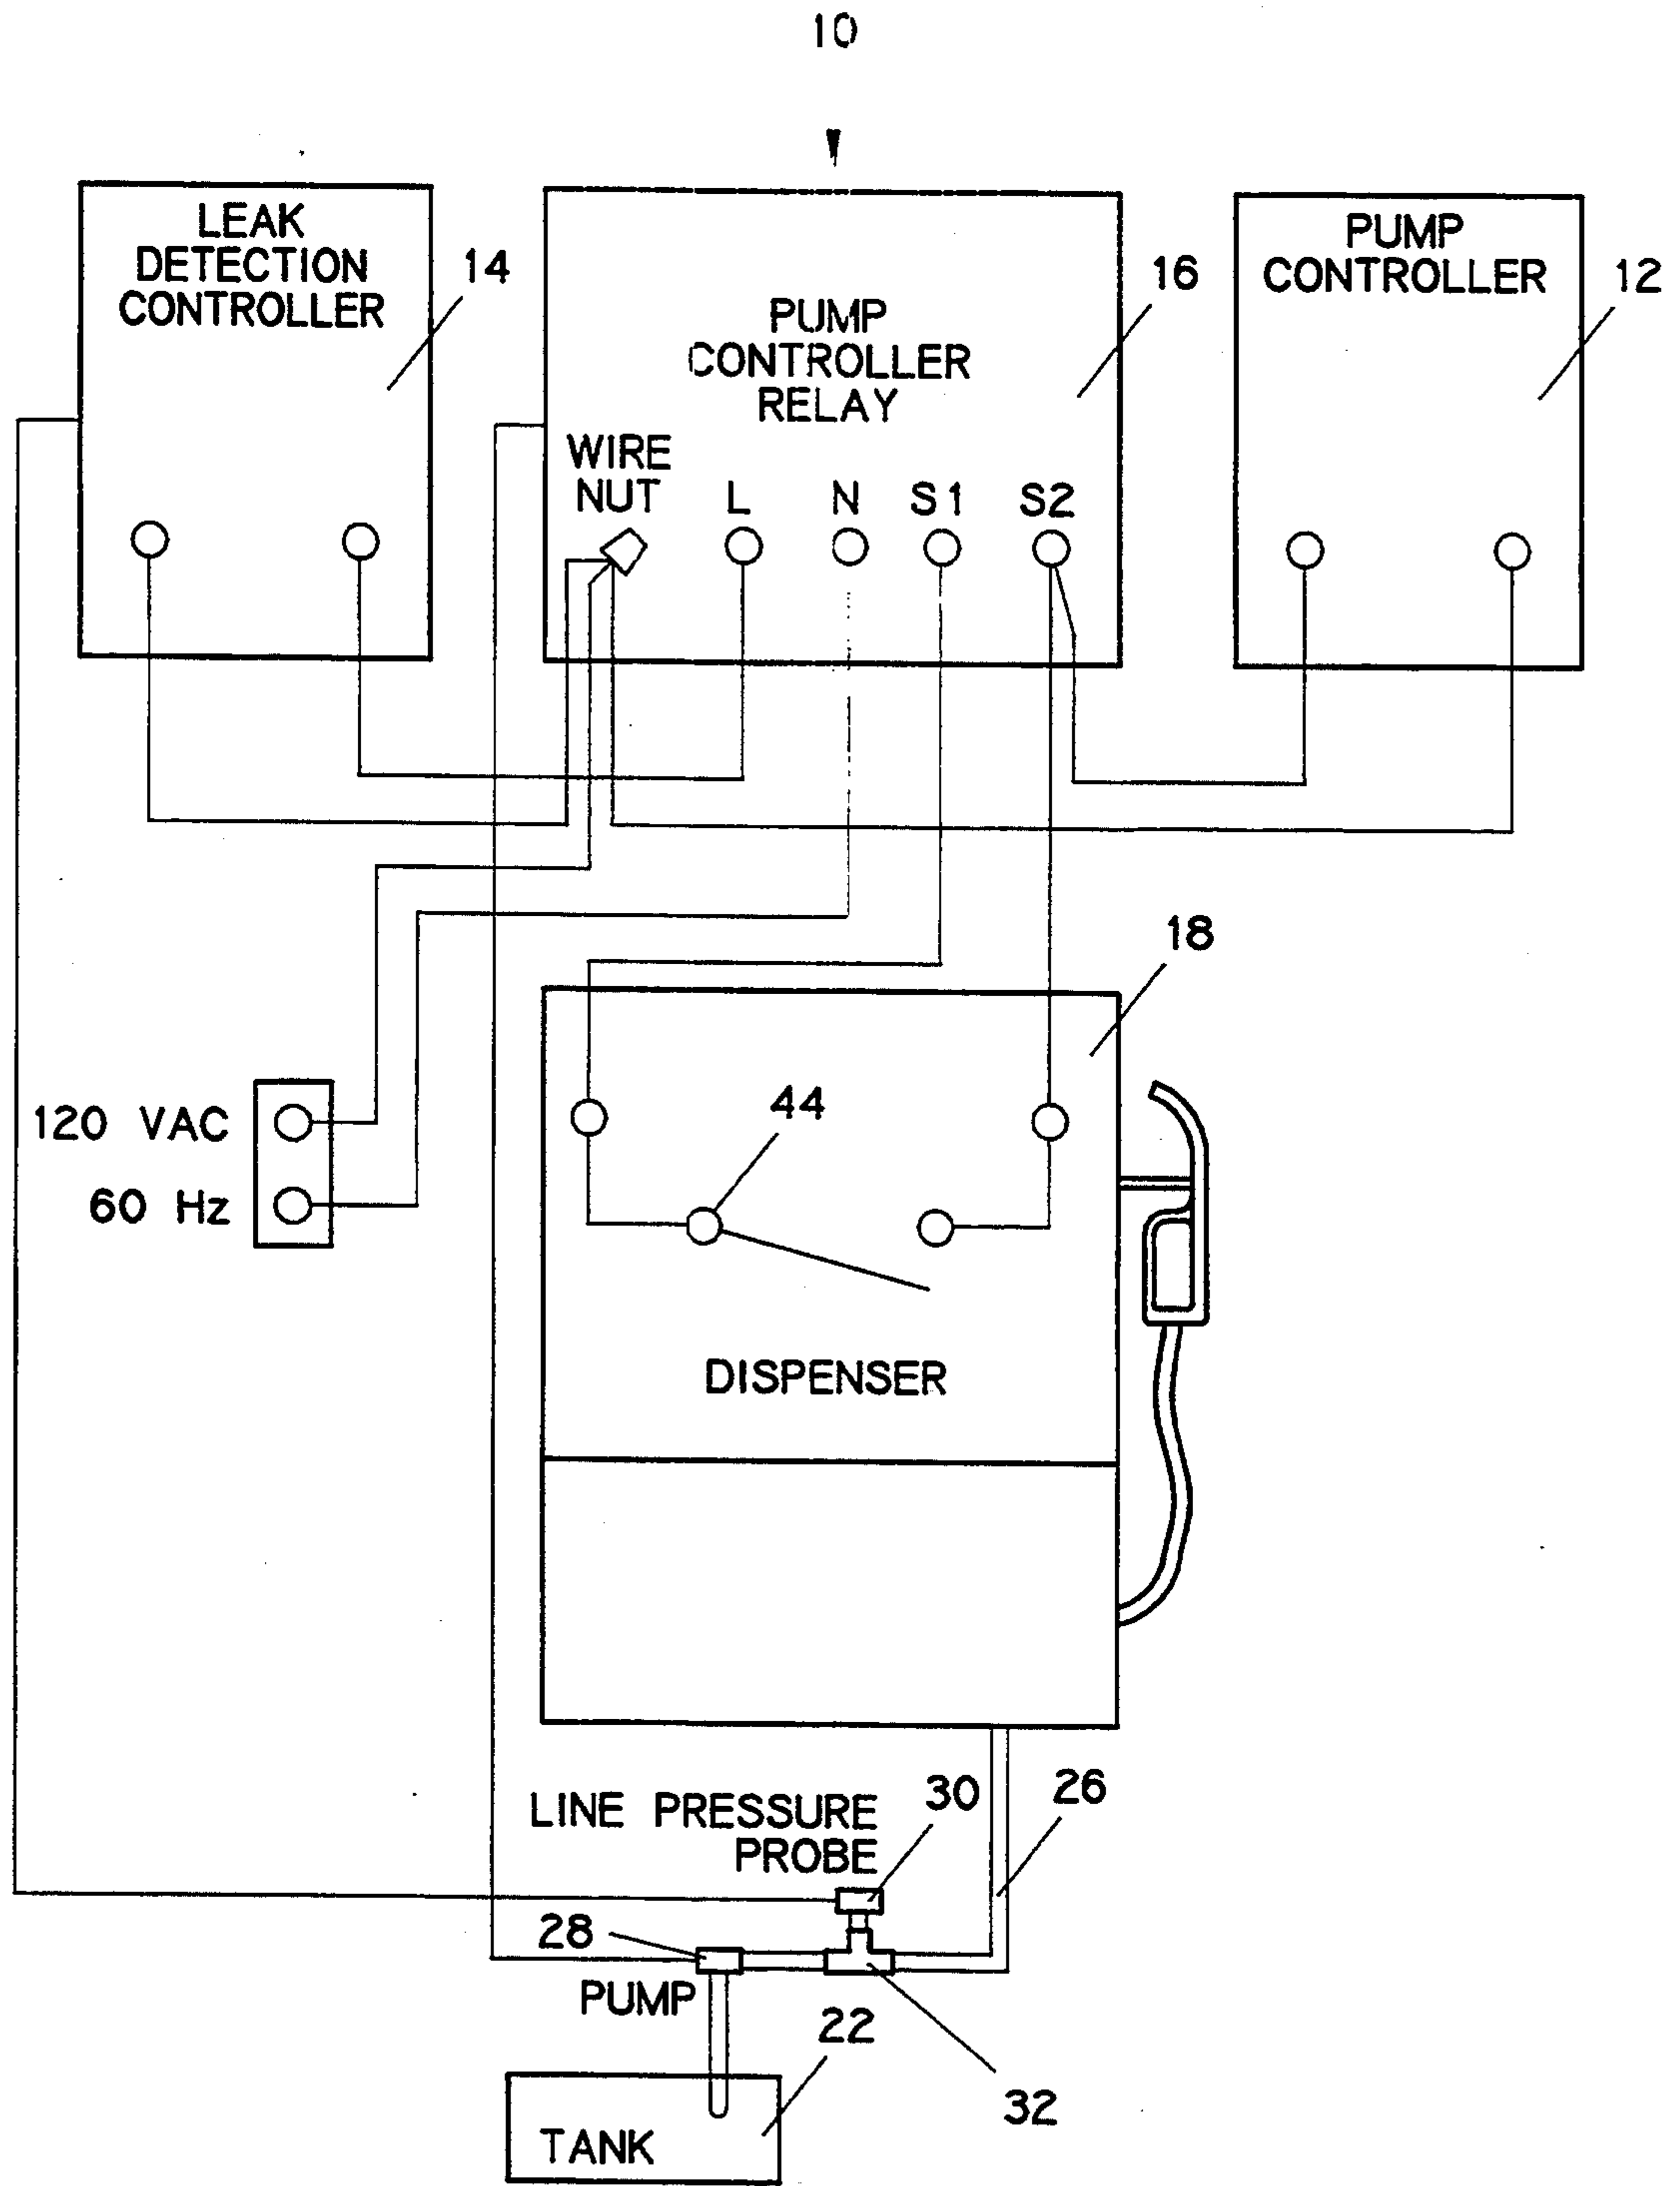 10
LEAK
DETECTION
CONTROLLER
14
PUMP
CONTROLLER
RELAY
16
PUMP
CONTROLLER
12
WIRE
NUT
L
N
S1
S2
18
120 VAC
60 Hz
44
DISPENSER
LINE PRESSURE
PROBE
30
26
28
PUMP
22
32
TANK